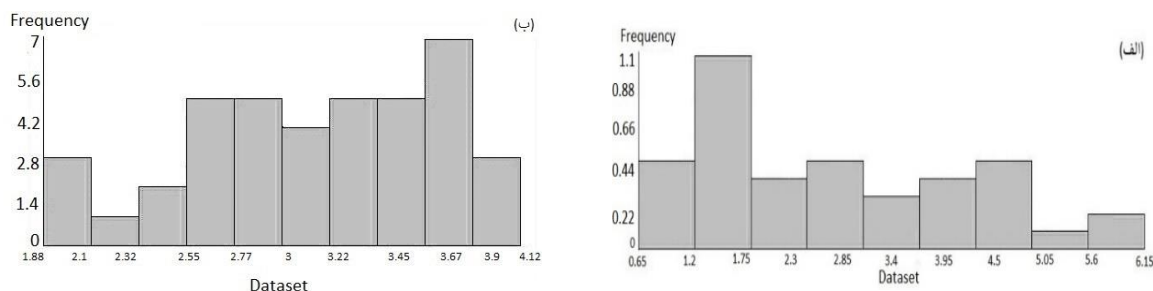 Frequency
(ب)
7
5.6
4.2
2.8
1.4
0
1.88 2.1 2.32 2.55 2.77 3 3.22 3.45 3.67 3.9 4.12
Dataset
Frequency
(الف)
1.1
0.88
0.66
0.44
0.22
0
0.65 1.2 1.75 2.3 2.85 3.4 3.95 4.5 5.05 5.6 6.15
Dataset